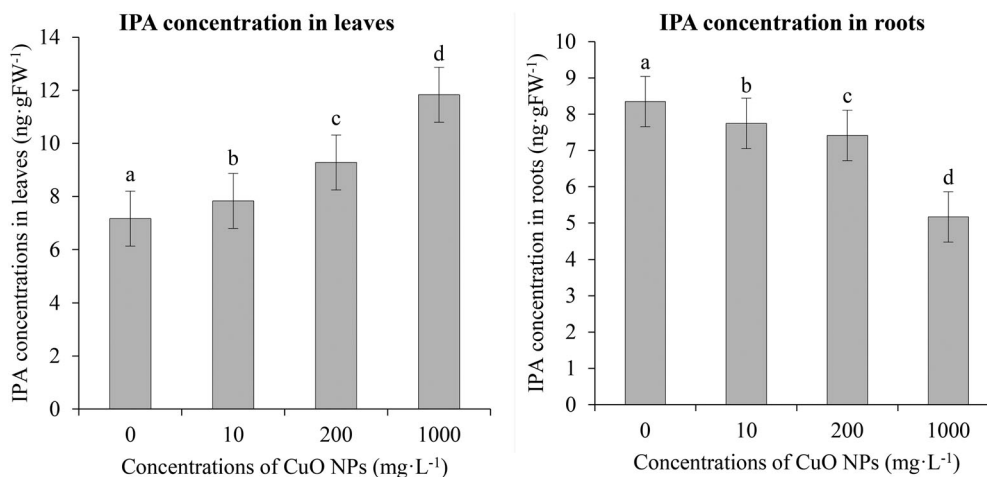 IPA concentration in leaves
IPA concentrations in leaves (ng·gFW⁻¹)
14
12
10
8
6
4
2
0
a
b
c
d
0 10 200 1000
Concentrations of CuO NPs (mg·L⁻¹)
IPA concentration in roots
IPA concentration in roots (ng·gFW⁻¹)
10
9
8
7
6
5
4
3
2
1
0
a
b
c
d
0 10 200 1000
Concentrations of CuO NPs (mg·L⁻¹)